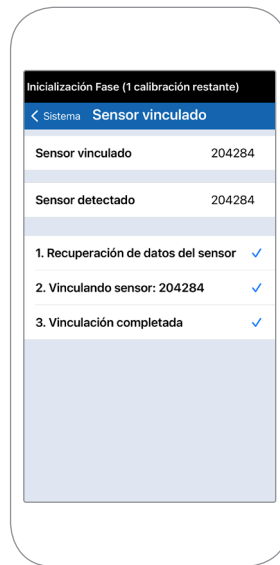 Inicialización Fase (1 calibración restante)
Sistema Sensor vinculado
Sensor vinculado 204284
Sensor detectado 204284
1. Recuperación de datos del sensor
2. Vinculando sensor: 204284
3. Vinculación completada